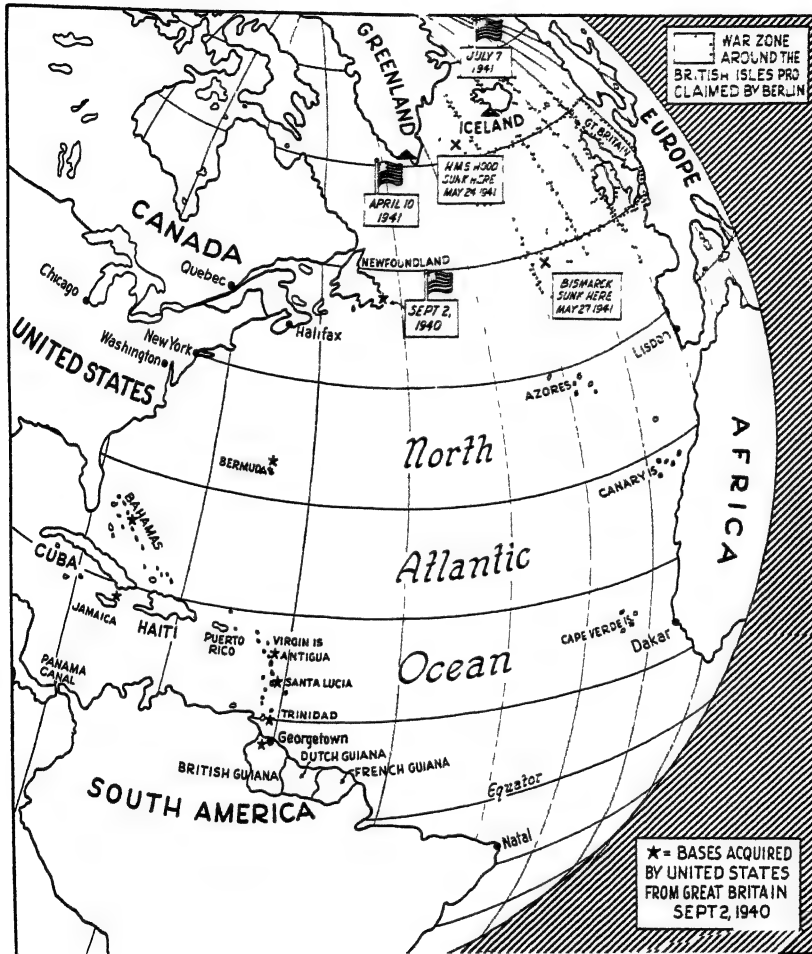 JULY 7
1941
WAR ZONE
AROUND THE
BRITISH ISLES PRO
CLAIMED BY BERLIN
GREENLAND
ICELAND
GT. BRITAIN
EUROPE
H.M.S. HOOD
SUNK HERE
MAY 24 1941
APRIL 10
1941
CANADA
NEWFOUNDLAND
Quebec
Chicago
BISMARCK
SUNK HERE
MAY 27 1941
SEPT 2,
1940
Halifax
New York
Washington
UNITED STATES
Lisbon
AZORES
AFRICA
North
BERMUDA
CANARY IS
BAHAMAS
Atlantic
CUBA
JAMAICA
HAITI
PUERTO
RICO
VIRGIN IS
ANTIGUA
CAPE VERDE IS
Dakar
Ocean
PANAMA
CANAL
SANTA LUCIA
TRINIDAD
Georgetown
DUTCH GUIANA
BRITISH GUIANA
FRENCH GUIANA
SOUTH AMERICA
Equator
Natal
★= BASES ACQUIRED
BY UNITED STATES
FROM GREAT BRITAIN
SEPT 2, 1940